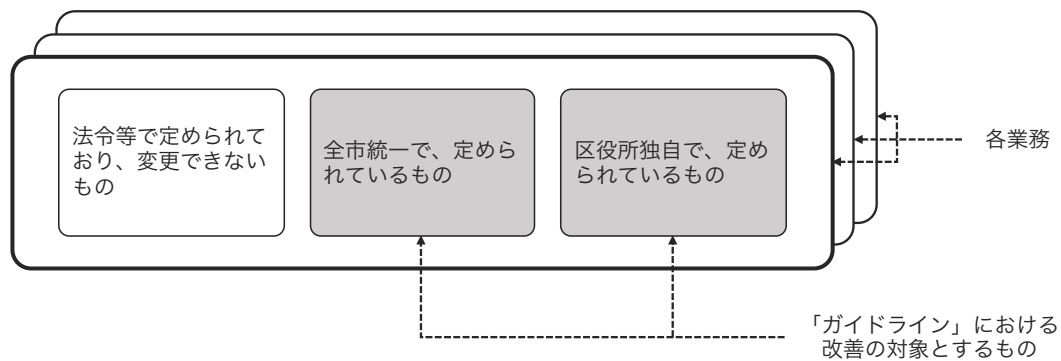 法令等で定められて
おり、変更できない
もの
全市統一で、定めら
れているもの
区役所独自で、定め
られているもの
各業務
「ガイドライン」における
改善の対象とするもの